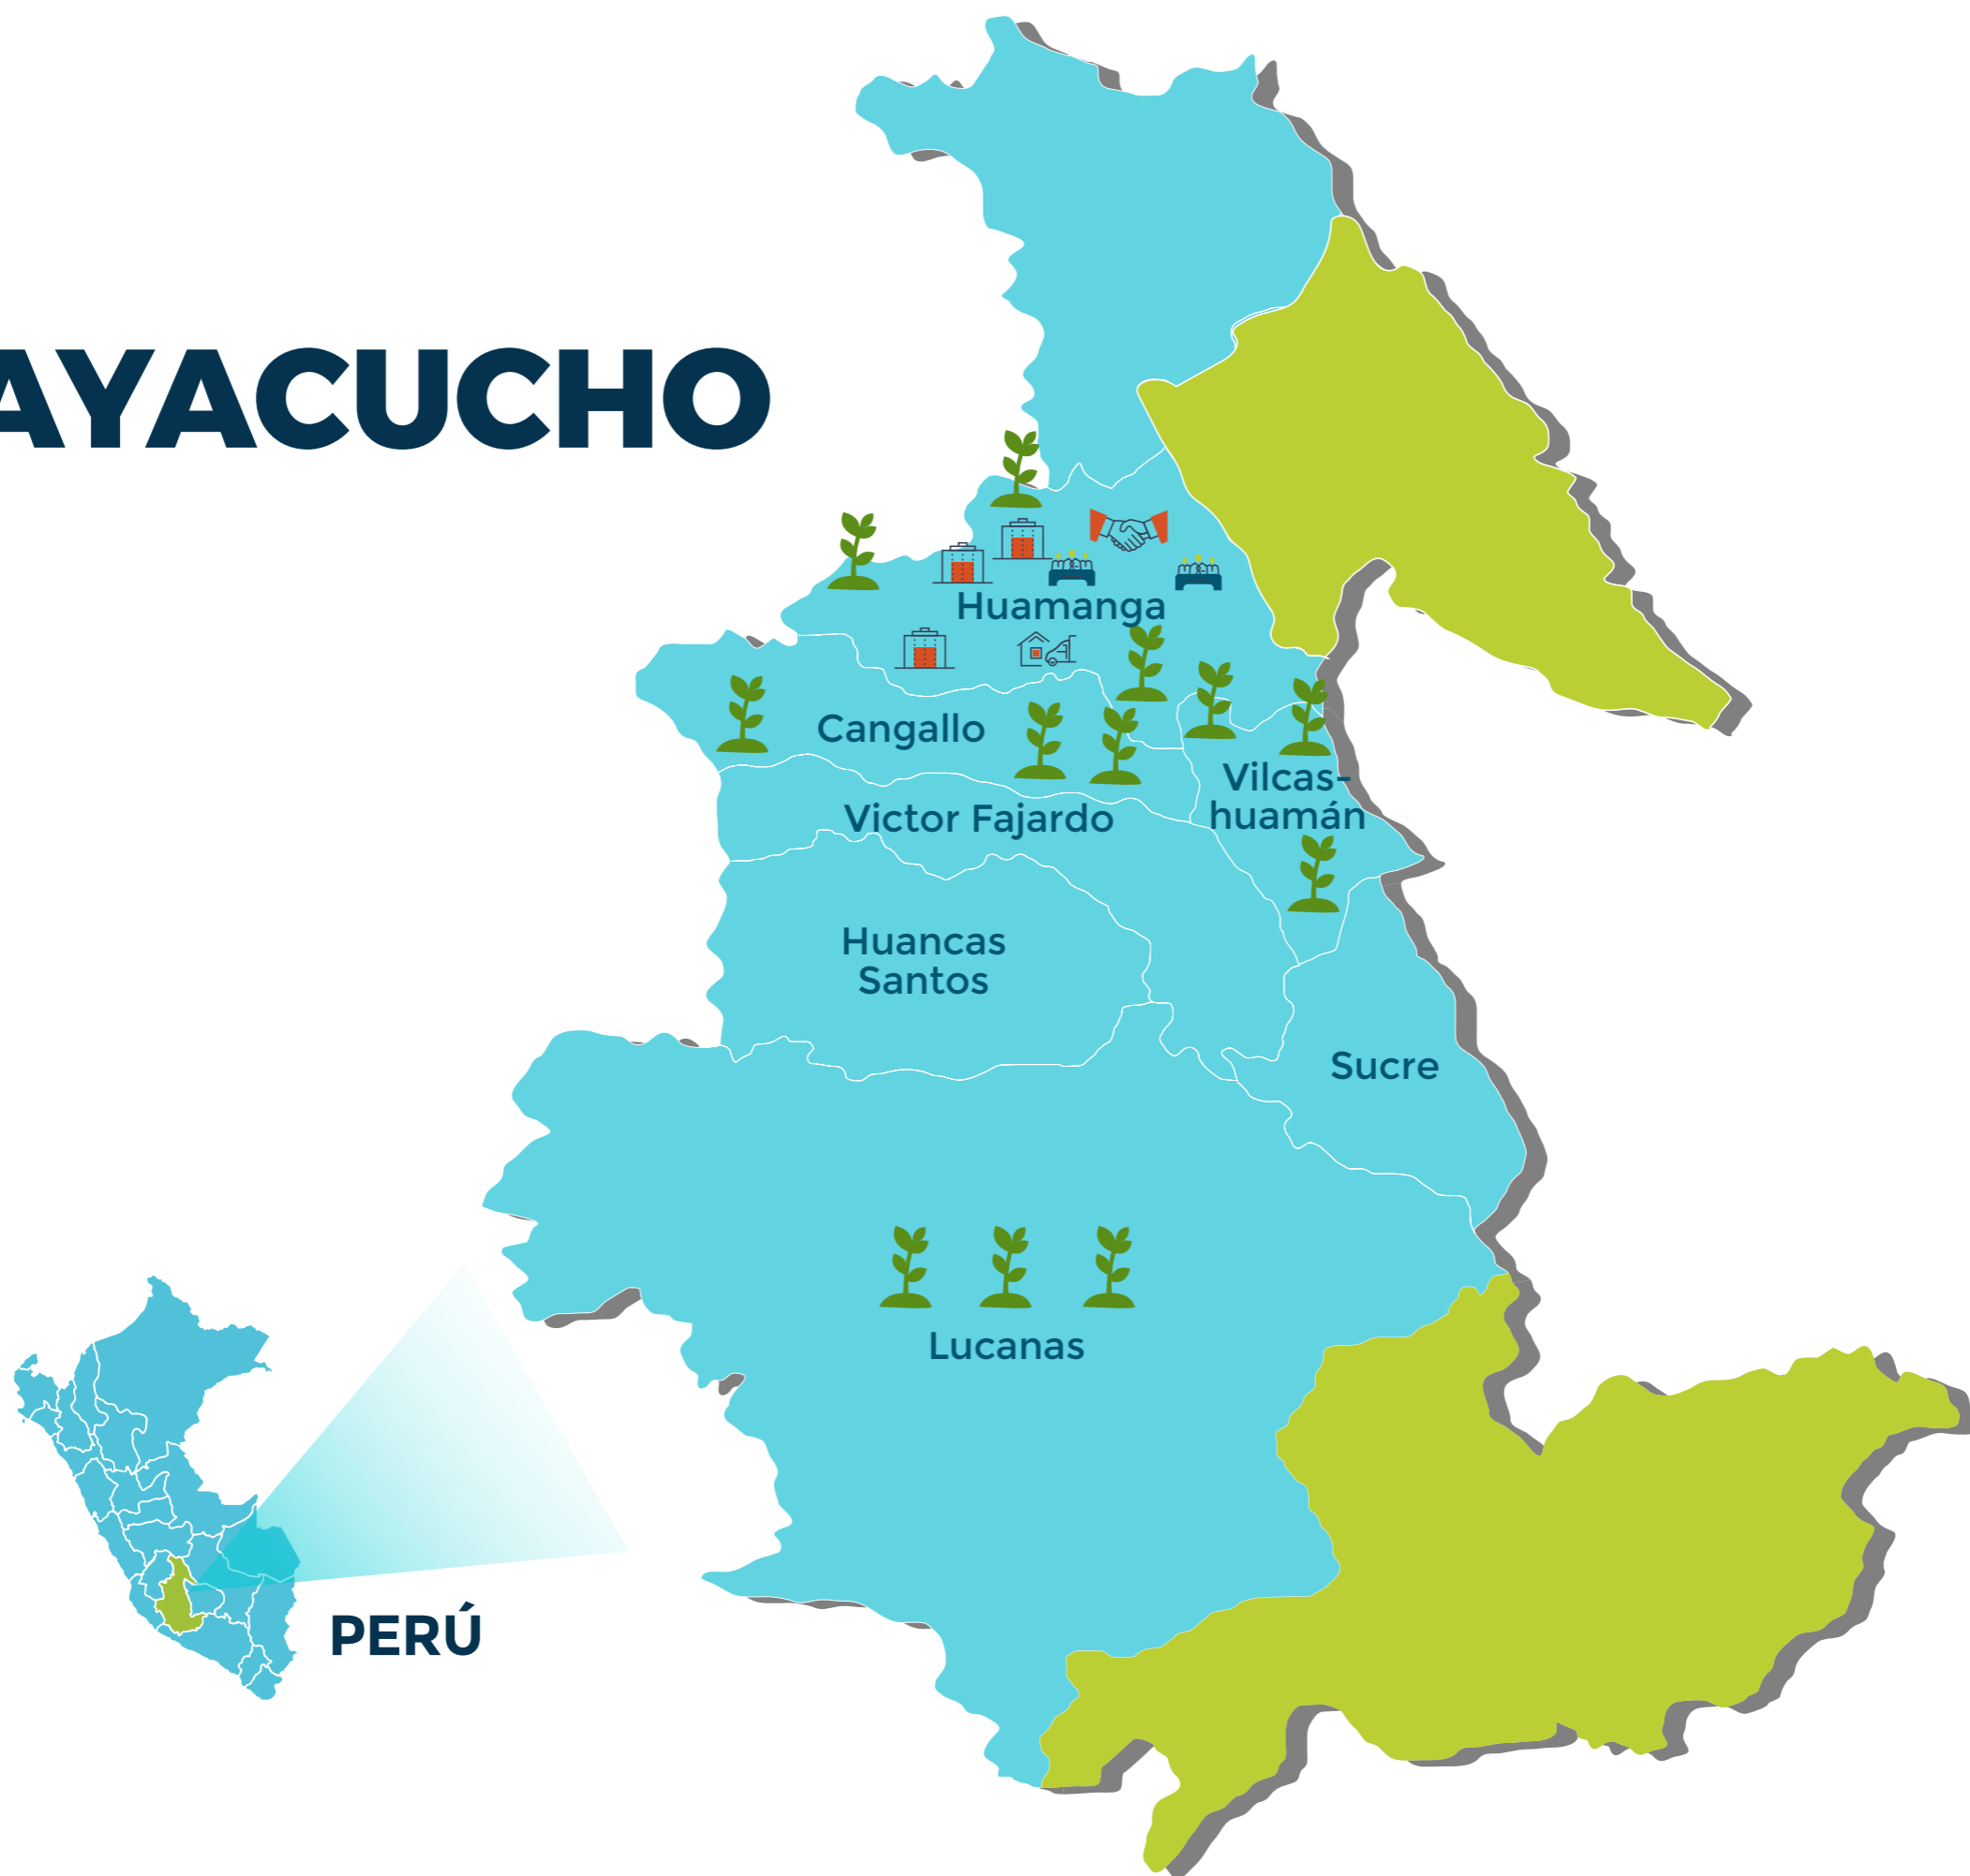 AYACUCHO
Huamanga
Cangallo
Vilcas-
huamán
Victor Fajardo
Huancas
Santos
Sucre
Lucanas
PERÚ